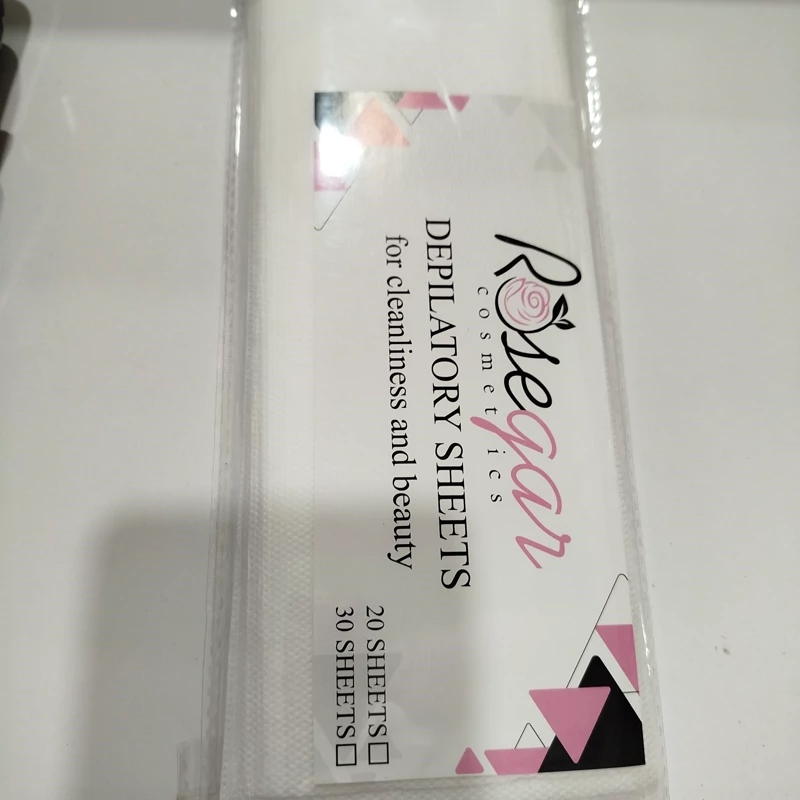 Rosegar
cosmetics
DEPILATORY SHEETS
for cleanliness and beauty
20 SHEETS
30 SHEETS